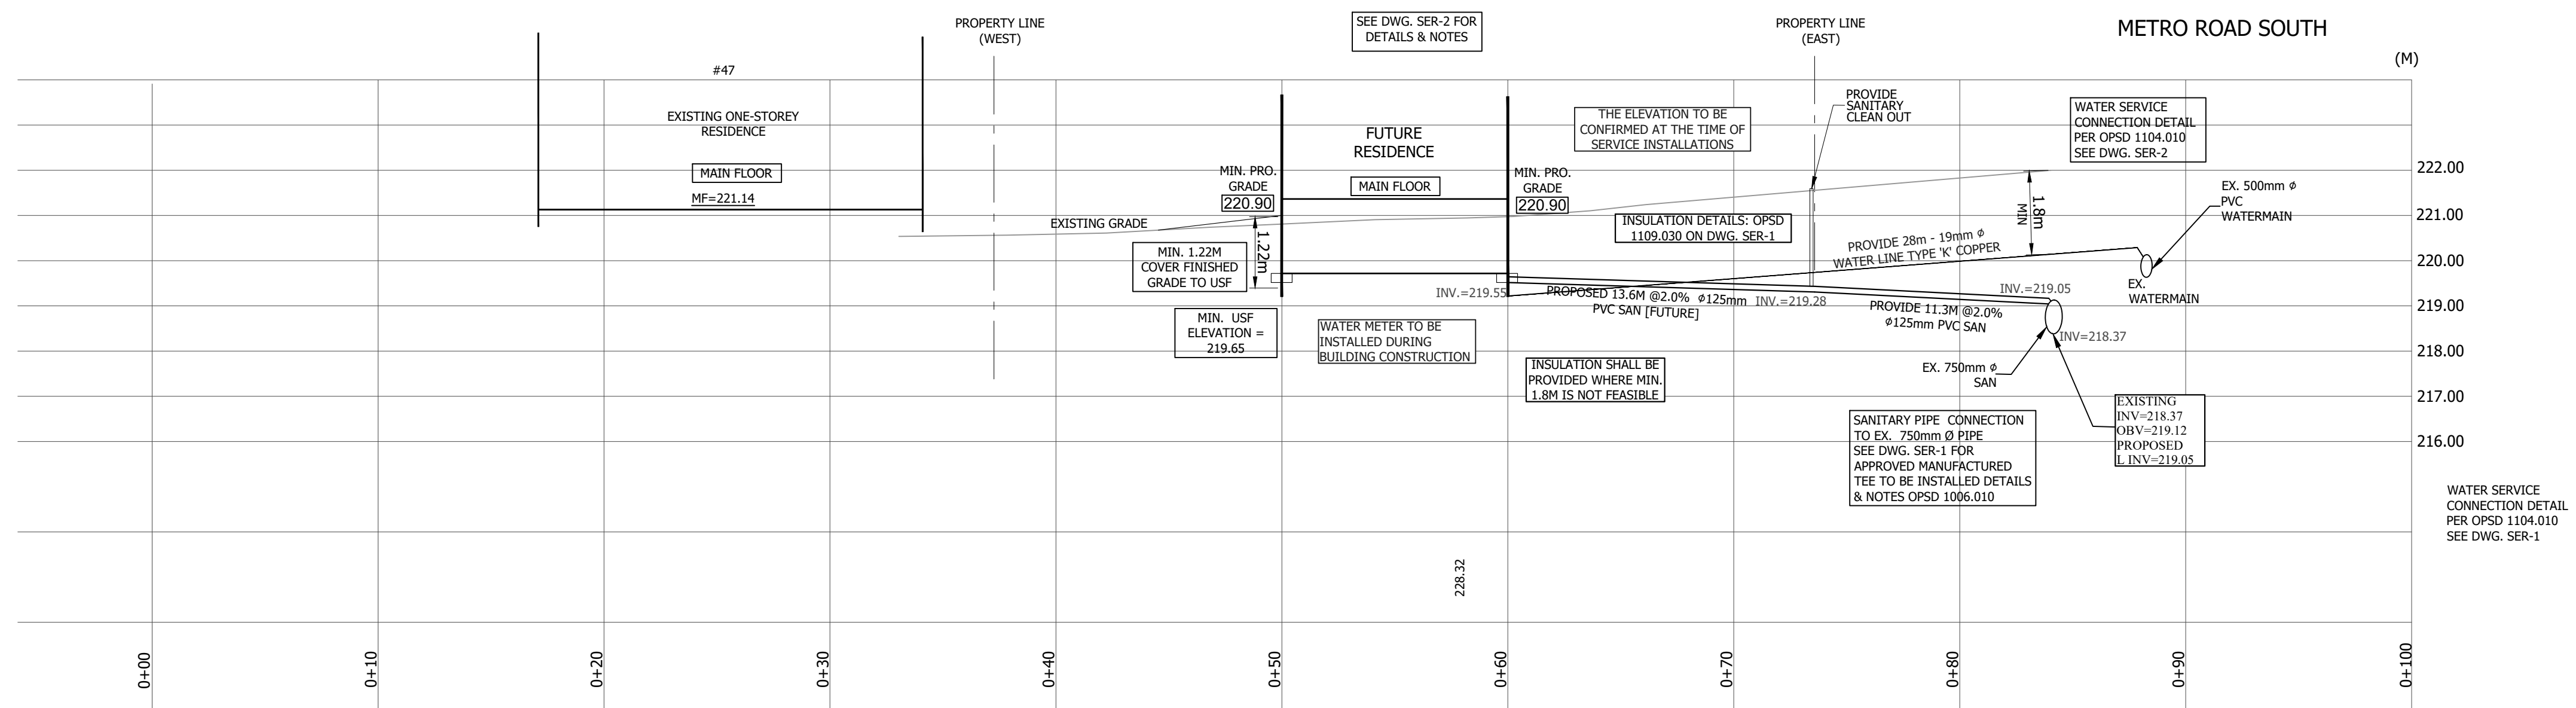 PROPERTY LINE
(WEST)
SEE DWG. SER-2 FOR
DETAILS & NOTES
PROPERTY LINE
(EAST)
METRO ROAD SOUTH
(M)
#47
EXISTING ONE-STOREY
RESIDENCE
MAIN FLOOR
MF=221.14
EXISTING GRADE
MIN. PRO.
GRADE
220.90
FUTURE
RESIDENCE
MAIN FLOOR
MIN. PRO.
GRADE
220.90
THE ELEVATION TO BE
CONFIRMED AT THE TIME OF
SERVICE INSTALLATIONS
PROVIDE
SANITARY
CLEAN OUT
WATER SERVICE
CONNECTION DETAIL
PER OPSD 1104.010
SEE DWG. SER-2
EX. 500mm ⌀
PVC
WATERMAIN
222.00
221.00
220.00
219.00
218.00
217.00
216.00
MIN. 1.22M
COVER FINISHED
GRADE TO USF
1.22m
INSULATION DETAILS: OPSD
1109.030 ON DWG. SER-1
PROVIDE 28m - 19mm ⌀
WATER LINE TYPE 'K' COPPER
1.8m
MIN
EX.
WATERMAIN
INV.=219.55
PROPOSED 13.6M @2.0% ⌀125mm
PVC SAN [FUTURE]
INV.=219.28
INV.=219.05
PROVIDE 11.3M @2.0%
⌀125mm PVC SAN
INV=218.37
MIN. USF
ELEVATION =
219.65
WATER METER TO BE
INSTALLED DURING
BUILDING CONSTRUCTION
INSULATION SHALL BE
PROVIDED WHERE MIN.
1.8M IS NOT FEASIBLE
EX. 750mm ⌀
SAN
EXISTING
INV=218.37
OBV=219.12
PROPOSED
L INV=219.05
SANITARY PIPE CONNECTION
TO EX. 750mm Ø PIPE
SEE DWG. SER-1 FOR
APPROVED MANUFACTURED
TEE TO BE INSTALLED DETAILS
& NOTES OPSD 1006.010
WATER SERVICE
CONNECTION DETAIL
PER OPSD 1104.010
SEE DWG. SER-1
228.32
0+00
0+10
0+20
0+30
0+40
0+50
0+60
0+70
0+80
0+90
0+100